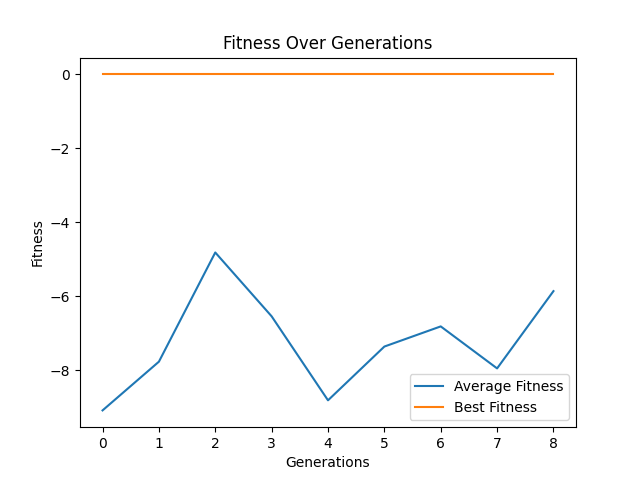 Fitness Over Generations
Fitness
0
−2
−4
−6
−8
0 1 2 3 4 5 6 7 8
Generations
Average Fitness
Best Fitness